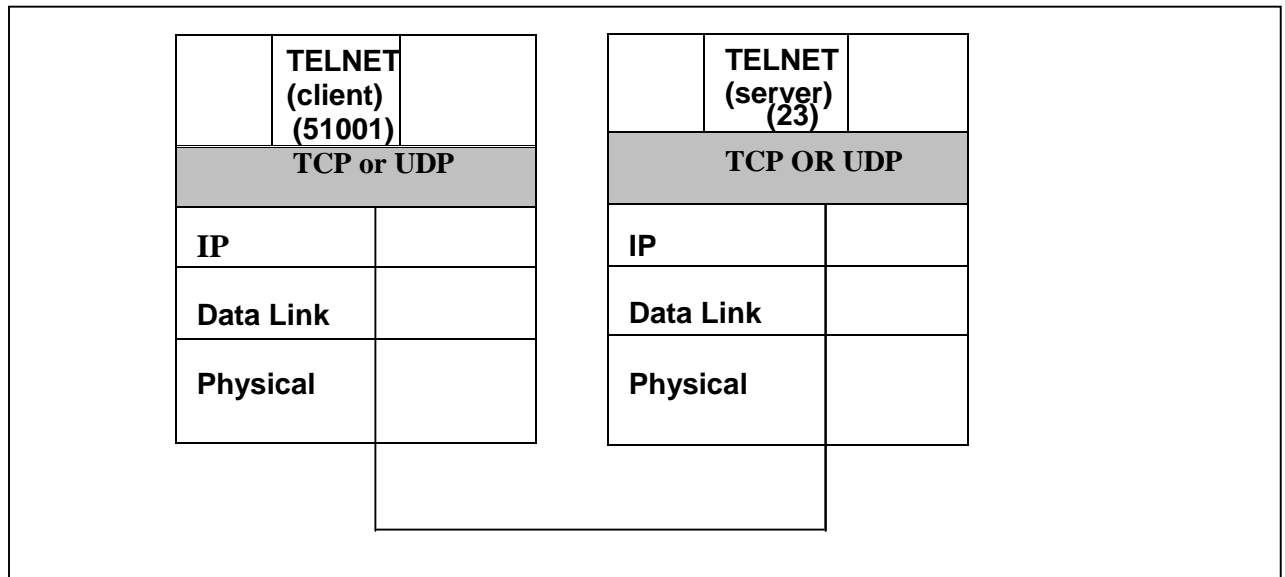 TELNET
(client)
(51001)
TCP or UDP
IP
Data Link
Physical
TELNET
(server)
(23)
TCP OR UDP
IP
Data Link
Physical